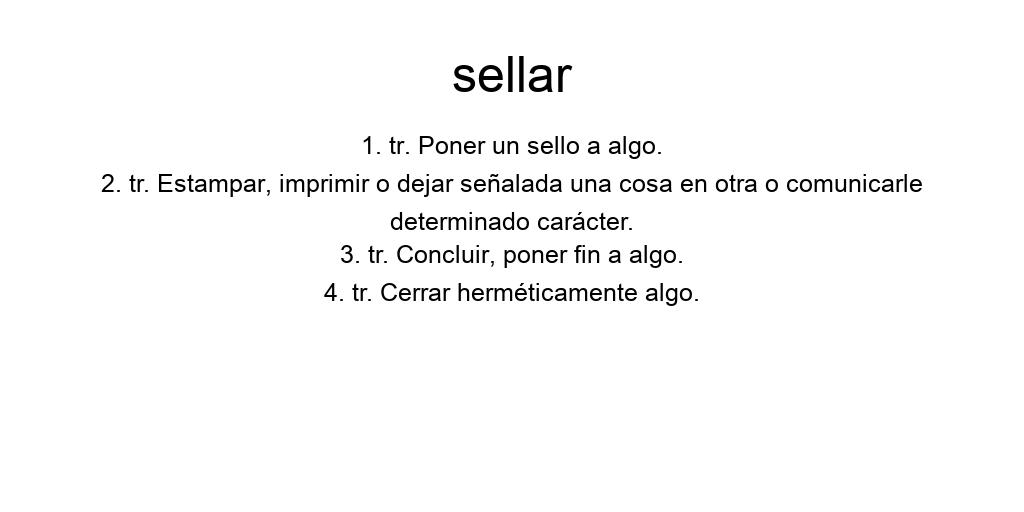 sellar
1. tr. Poner un sello a algo.
2. tr. Estampar, imprimir o dejar señalada una cosa en otra o comunicarle
determinado carácter.
3. tr. Concluir, poner fin a algo.
4. tr. Cerrar herméticamente algo.